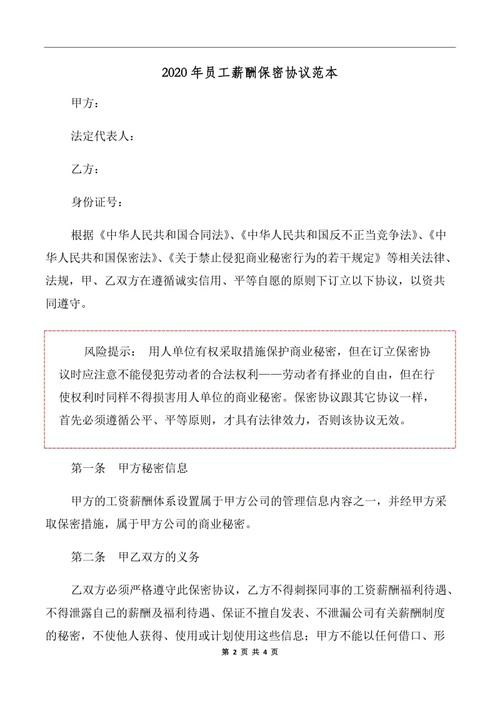 2020 年员工薪酬保密协议范本
甲方：
法定代表人：
乙方：
身份证号：
根据《中华人民共和国合同法》、《中华人民共和国反不正当竞争法》、《中
华人民共和国保密法》、《关于禁止侵犯商业秘密行为的若干规定》等相关法律、
法规，甲、乙双方在遵循诚实信用、平等自愿的原则下订立以下协议，以资共
同遵守。
风险提示： 用人单位有权采取措施保护商业秘密，但在订立保密协
议时应注意不能侵犯劳动者的合法权利——劳动者有择业的自由，但在行
使权利时同样不得损害用人单位的商业秘密。保密协议跟其它协议一样，
首先必须遵循公平、平等原则，才具有法律效力，否则该协议无效。
第一条 甲方秘密信息
甲方的工资薪酬体系设置属于甲方公司的管理信息内容之一，并经甲方采
取保密措施，属于甲方公司的商业秘密。
第二条 甲乙双方的义务
乙双方必须严格遵守此保密协议，乙方不得刺探同事的工资薪酬福利待遇、
不得泄露自己的薪酬及福利待遇、保证不擅自发表、不泄漏公司有关薪酬制度
的秘密，不使他人获得、使用或计划使用这些信息；甲方不能以任何借口、形
第 2 页 共 4 页